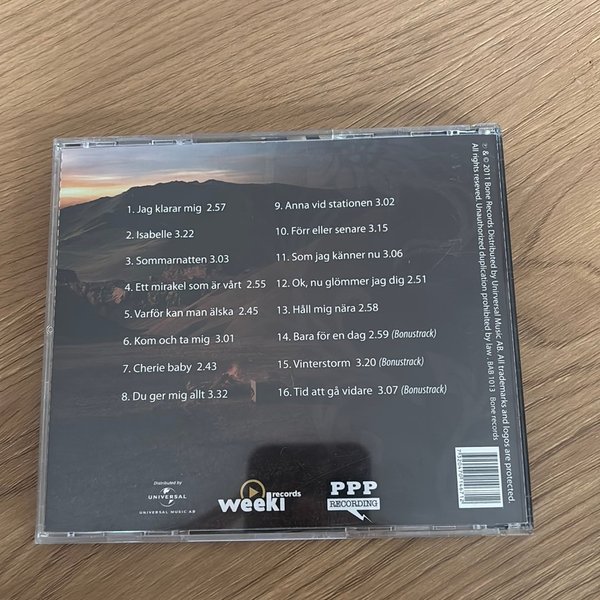 1. Jag klarar mig 2.57
2. Isabelle 3.22
3. Sommarnatten 3.03
4. Ett mirakel som är vårt 2.55
5. Varför kan man älska 2.45
6. Kom och ta mig 3.01
7. Cherie baby 2.43
8. Du ger mig allt 3.32
9. Anna vid stationen 3.02
10. Förr eller senare 3.15
11. Som jag känner nu 3.06
12. Ok, nu glömmer jag dig 2.51
13. Håll mig nära 2.58
14. Bara för en dag 2.59 (Bonustrack)
15. Vinterstorm 3.20 (Bonustrack)
16. Tid att gå vidare 3.07 (Bonustrack)
Distributed by
UNIVERSAL
UNIVERSAL MUSIC AB
weeki records
PPP
RECORDING
℗ & © 2011 Bone Records Distributed by Unirversal Music AB. All trademarks and logos are protected.
All rights reseved. Unauthorized duplication prohibited by law . BAB 1013 Bone records